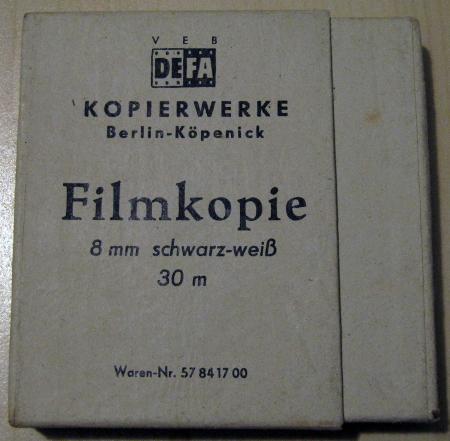 VEB
DEFA
KOPIERWERKE
Berlin-Köpenick
Filmkopie
8 mm schwarz-weiß
30 m
Waren-Nr. 57 84 17 00